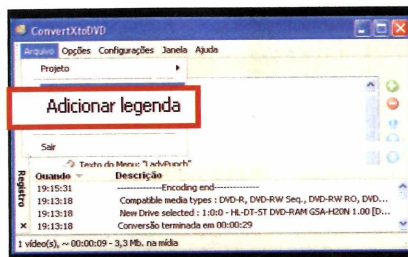 ConvertXtoDVD
Arquivo Opções Configurações Janela Ajuda
Projeto
Adicionar legenda
Sair
Texto do Menu: "LadyPunch"
Registro
Quando Descrição
19:15:31 -------------Encoding end-------------
19:13:18 Compatible media types : DVD-R, DVD-RW Seq., DVD-RW RO, DVD...
19:13:18 New Drive selected : 1:0:0 - HL-DT-ST DVD-RAM GSA-H20N 1.00 [D...
19:13:18 Conversão terminada em 00:00:29
1 vídeo(s), ~ 00:00:09 - 3,3 Mb. na mídia